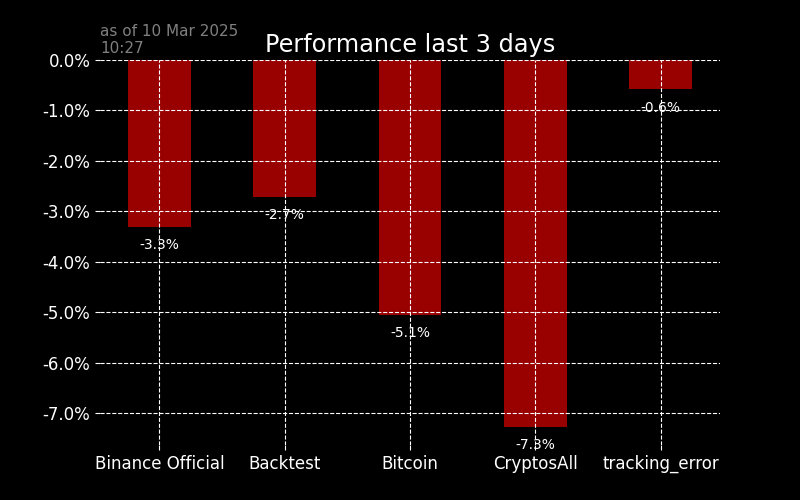 as of 10 Mar 2025
10:27
Performance last 3 days
0.0%
-1.0%
-2.0%
-3.0%
-4.0%
-5.0%
-6.0%
-7.0%
-3.3%
-2.7%
-5.1%
-7.3%
-0.6%
Binance Official
Backtest
Bitcoin
CryptosAll
tracking_error